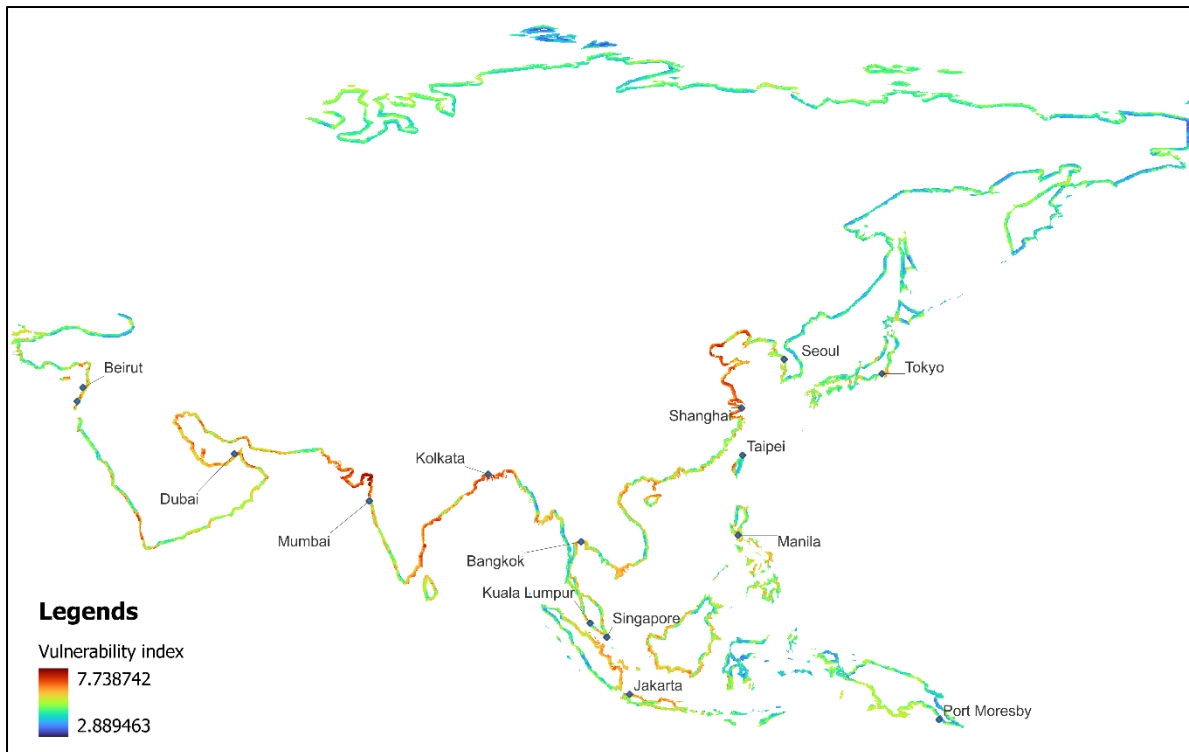 Seoul
Beirut
Tokyo
Shanghai
Taipei
Kolkata
Dubai
Mumbai
Manila
Bangkok
Kuala Lumpur
Singapore
Legends
Vulnerability index
7.738742
2.889463
Jakarta
Port Moresby